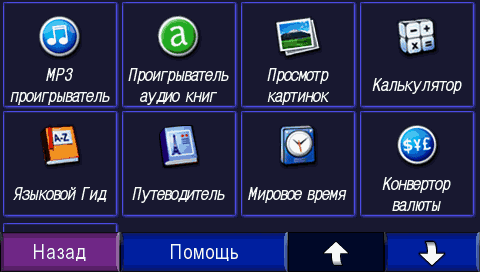 MP3
проигрыватель
Проигрыватель
аудио книг
Просмотр
картинок
Калькулятор
Языковой Гид
Путеводитель
Мировое время
Конвертор
валюты
Назад
Помощь